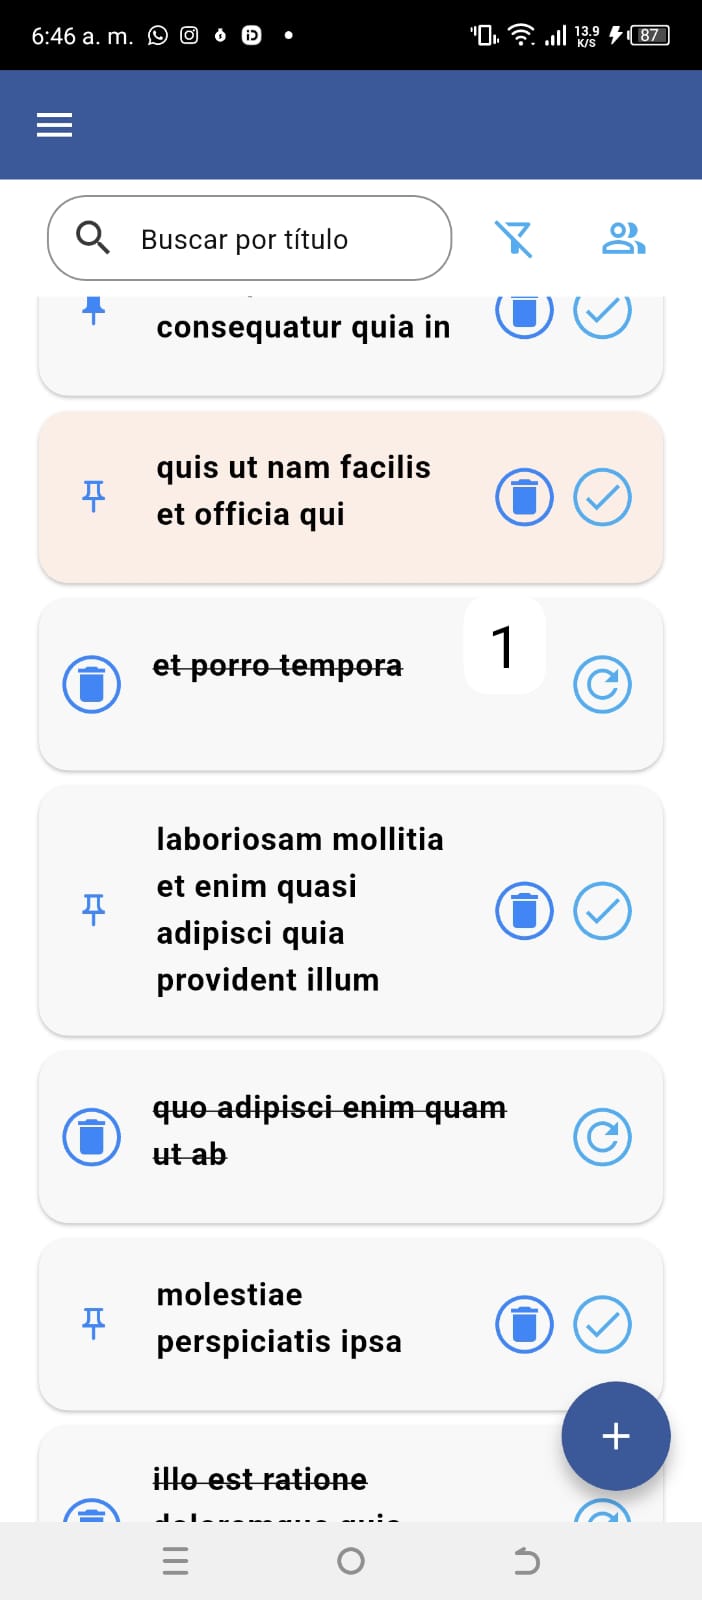 6:46 a. m.
13.9
K/S
87
Buscar por título
consequatur quia in
quis ut nam facilis
et officia qui
1
et porro tempora
laboriosam mollitia
et enim quasi
adipisci quia
provident illum
quo adipisci enim quam
ut ab
molestiae
perspiciatis ipsa
illo est ratione